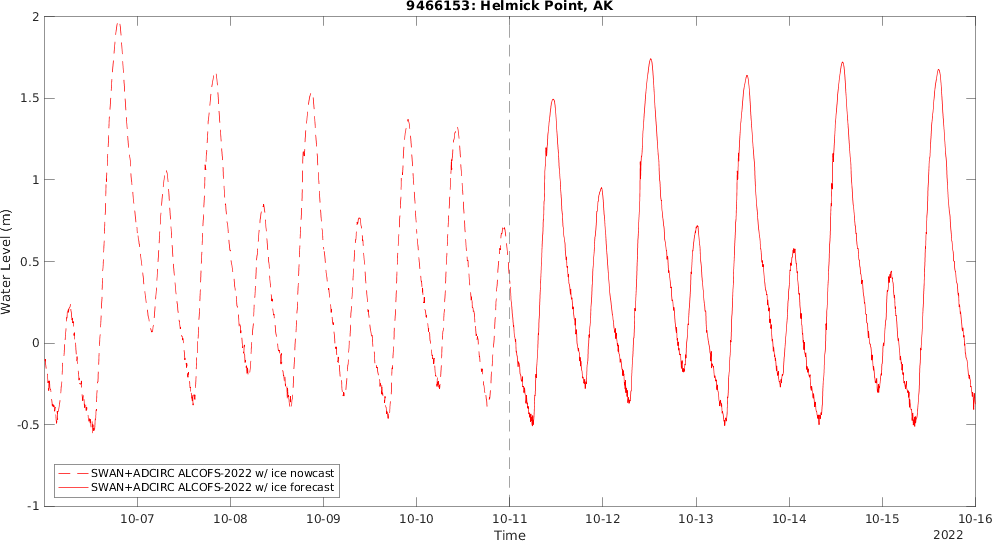 9466153: Helmick Point, AK
2
1.5
1
0.5
0
-0.5
-1
Water Level (m)
SWAN+ADCIRC ALCOFS-2022 w/ ice nowcast
SWAN+ADCIRC ALCOFS-2022 w/ ice forecast
10-07 10-08 10-09 10-10 10-11 10-12 10-13 10-14 10-15 10-16
Time
2022